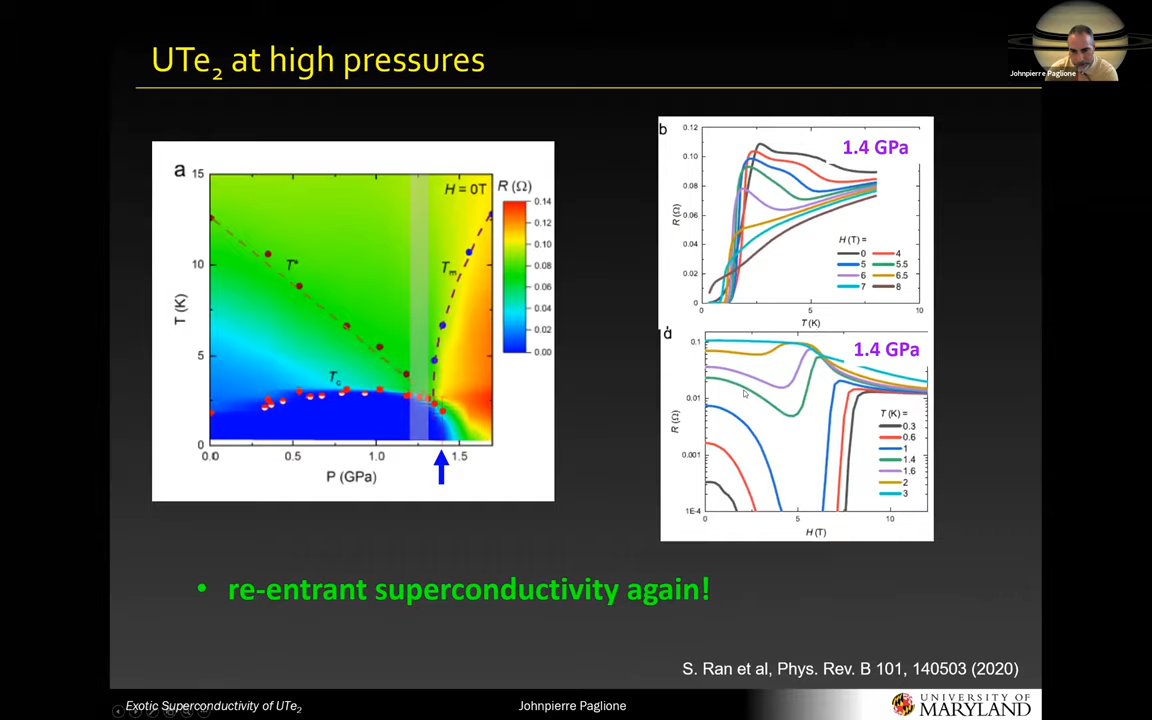 UTe₂ at high pressures
Johnpierre Paglione
a
H = 0T
R (Ω)
T*
Tm
Tc
15
10
5
0
T (K)
0.0
0.5
1.0
1.5
P (GPa)
0.14
0.12
0.10
0.08
0.06
0.04
0.02
0.00
b
1.4 GPa
0.12
0.10
0.08
0.06
0.04
0.02
0
R (Ω)
H (T) =
0 4
5 5.5
6 6.5
7 8
0 5 10
T (K)
d
1.4 GPa
0.1
0.01
0.001
1E-4
R (Ω)
T (K) =
0.3
0.6
1
1.4
1.6
2
3
0 5 10
H (T)
• re-entrant superconductivity again!
S. Ran et al, Phys. Rev. B 101, 140503 (2020)
Exotic Superconductivity of UTe₂
Johnpierre Paglione
UNIVERSITY OF
MARYLAND